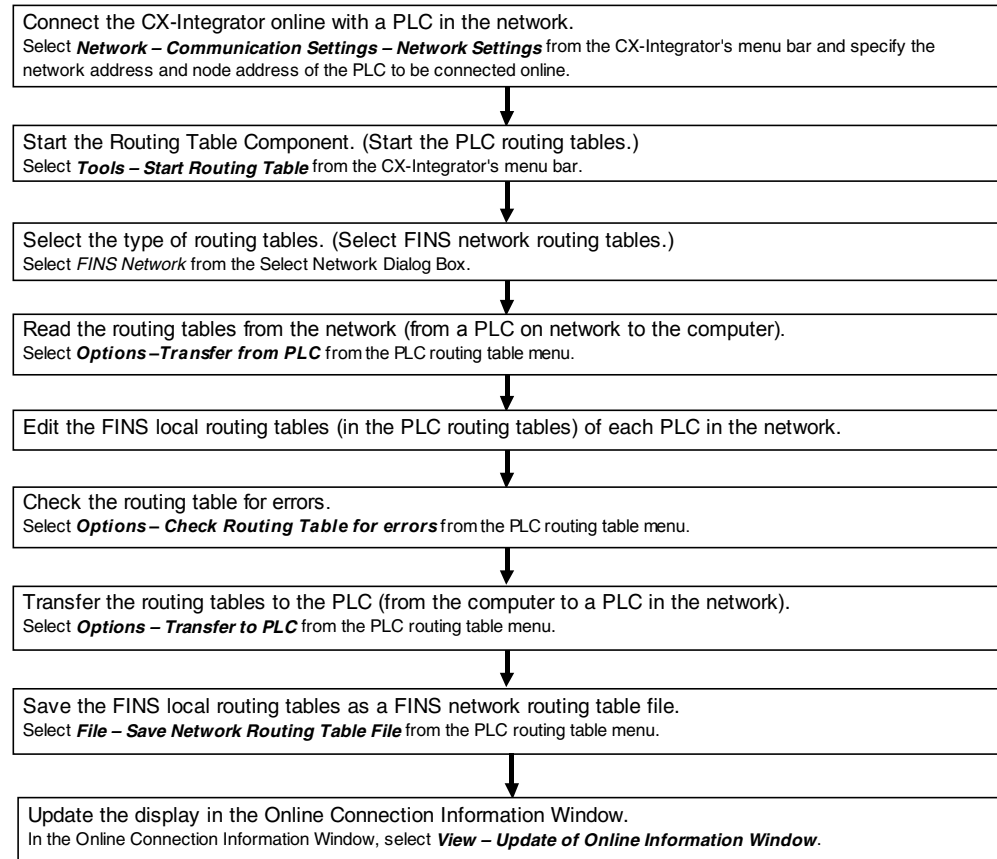 Connect the CX-Integrator online with a PLC in the network.
Select Network – Communication Settings – Network Settings from the CX-Integrator's menu bar and specify the
network address and node address of the PLC to be connected online.
Start the Routing Table Component. (Start the PLC routing tables.)
Select Tools – Start Routing Table from the CX-Integrator's menu bar.
Select the type of routing tables. (Select FINS network routing tables.)
Select FINS Network from the Select Network Dialog Box.
Read the routing tables from the network (from a PLC on network to the computer).
Select Options –Transfer from PLC from the PLC routing table menu.
Edit the FINS local routing tables (in the PLC routing tables) of each PLC in the network.
Check the routing table for errors.
Select Options – Check Routing Table for errors from the PLC routing table menu.
Transfer the routing tables to the PLC (from the computer to a PLC in the network).
Select Options – Transfer to PLC from the PLC routing table menu.
Save the FINS local routing tables as a FINS network routing table file.
Select File – Save Network Routing Table File from the PLC routing table menu.
Update the display in the Online Connection Information Window.
In the Online Connection Information Window, select View – Update of Online Information Window.